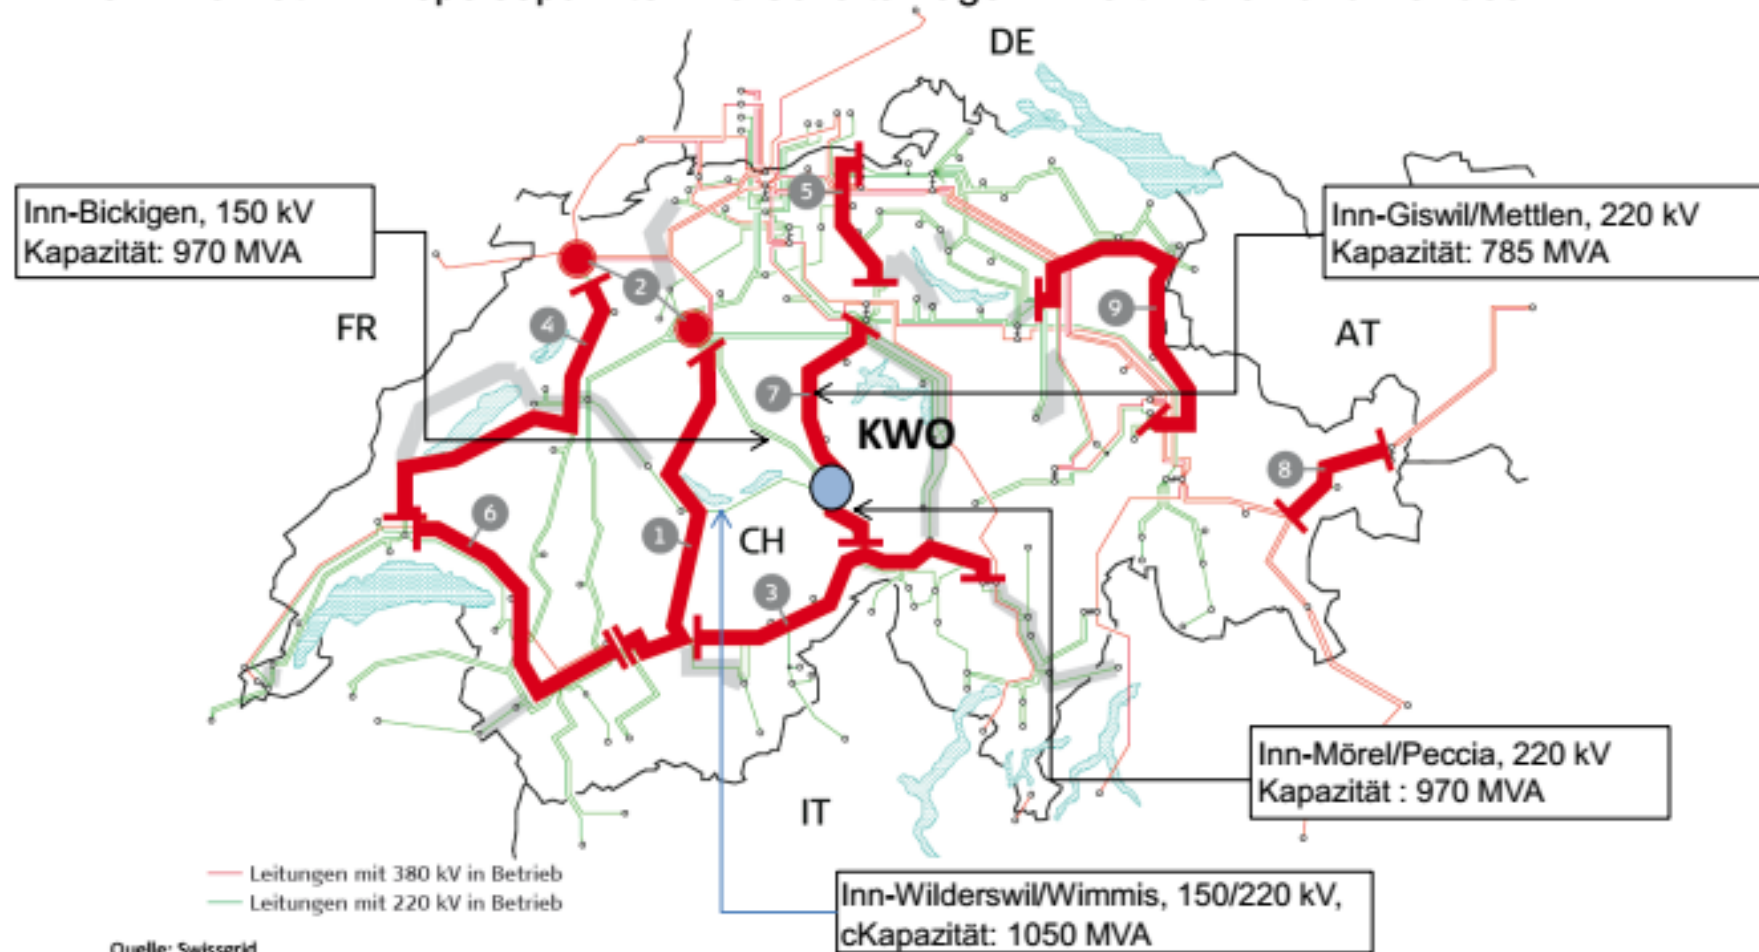 DE
5
Inn-Bickigen, 150 kV
Kapazität: 970 MVA
Inn-Giswil/Mettlen, 220 kV
Kapazität: 785 MVA
2
4
FR
9
AT
7
KWO
8
6
1
CH
3
Inn-Mörel/Peccia, 220 kV
Kapazität : 970 MVA
IT
Leitungen mit 380 kV in Betrieb
Leitungen mit 220 kV in Betrieb
Inn-Wilderswil/Wimmis, 150/220 kV,
cKapazität: 1050 MVA
Quelle: Swissgrid